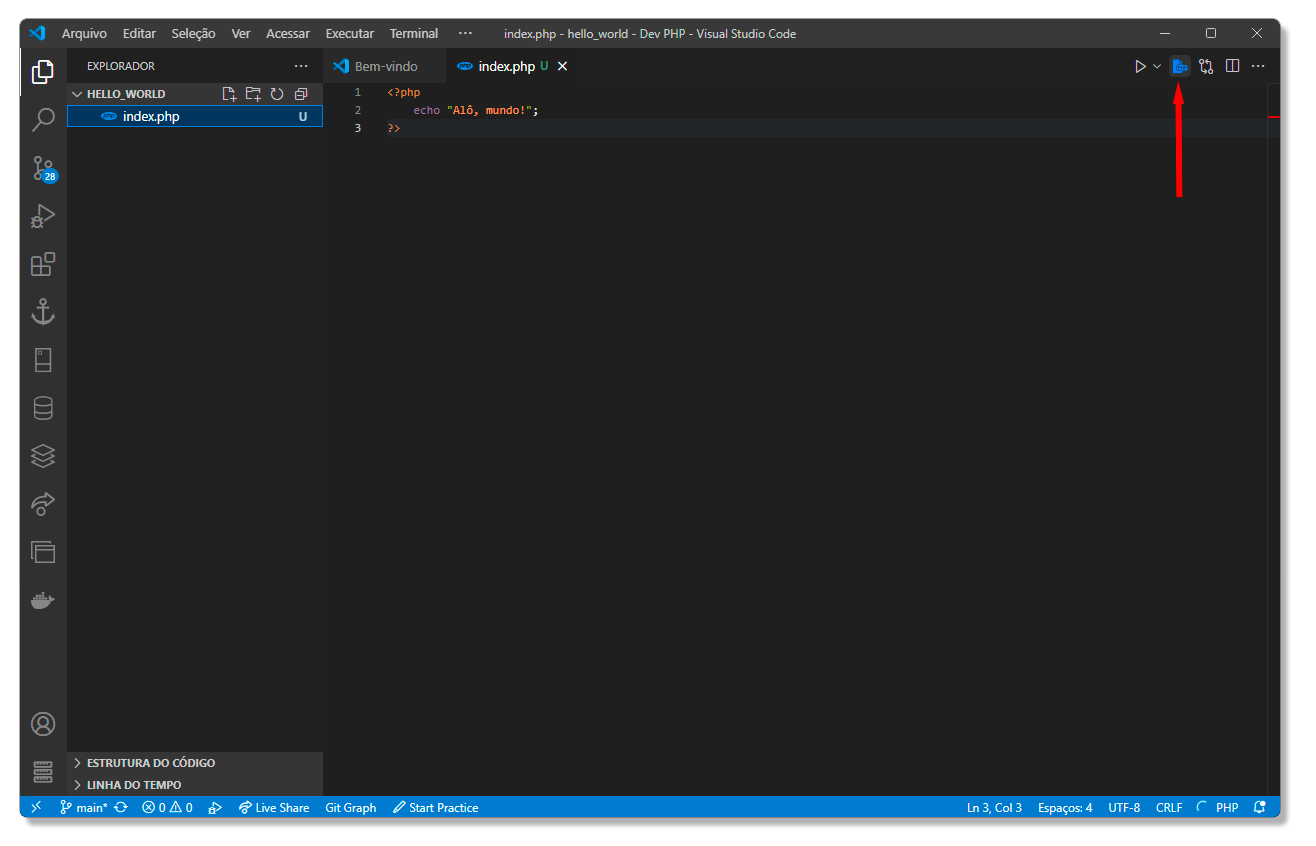 Arquivo Editar Seleção Ver Acessar Executar Terminal ··· index.php - hello_world - Dev PHP - Visual Studio Code
EXPLORADOR ···
Bem-vindo
php index.php U
HELLO_WORLD
php index.php U
1 <?php
2 echo "Alô, mundo!";
3 ?>
28
ESTRUTURA DO CÓDIGO
LINHA DO TEMPO
main* 0 0 Live Share Git Graph Start Practice Ln 3, Col 3 Espaços: 4 UTF-8 CRLF PHP